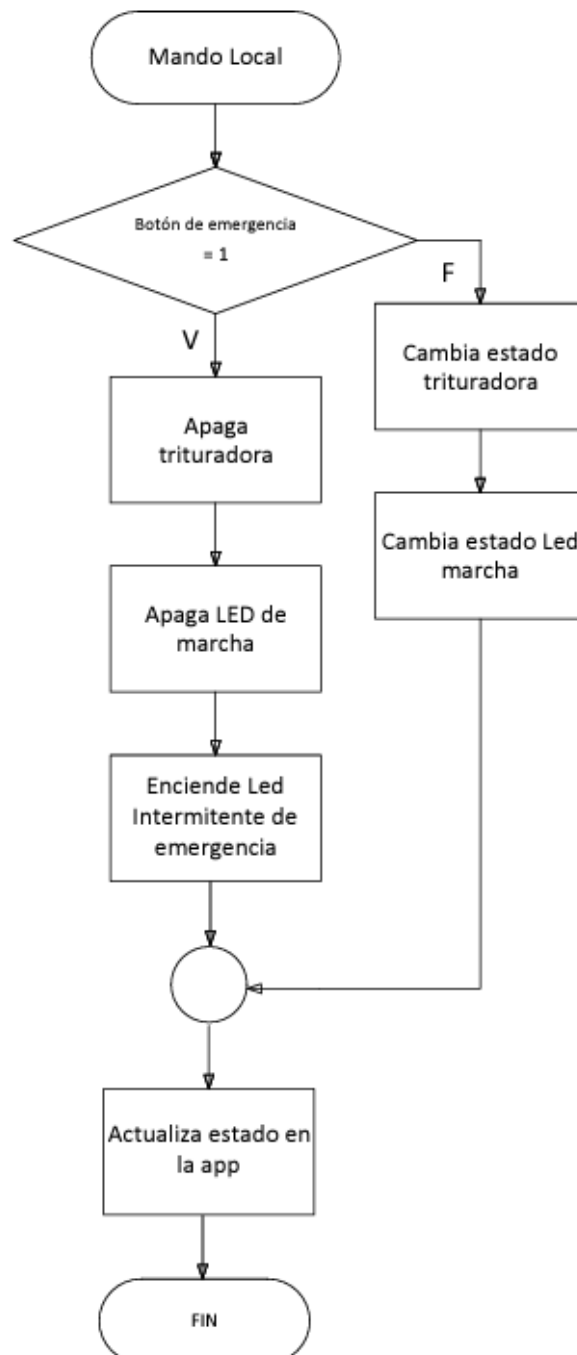 Mando Local
Botón de emergencia
= 1
F
V
Cambia estado
trituradora
Apaga
trituradora
Cambia estado Led
marcha
Apaga LED de
marcha
Enciende Led
Intermitente de
emergencia
Actualiza estado en
la app
FIN